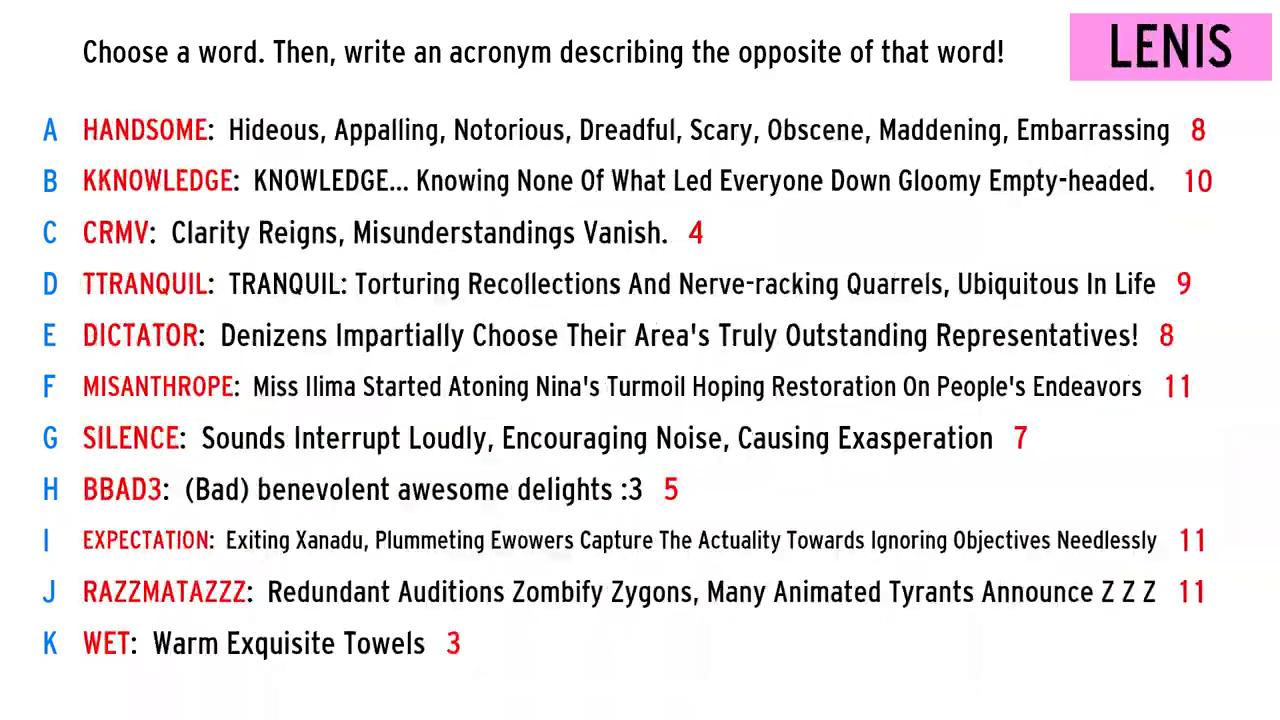 Choose a word. Then, write an acronym describing the opposite of that word!
LENIS
A HANDSOME: Hideous, Appalling, Notorious, Dreadful, Scary, Obscene, Maddening, Embarrassing 8
B KKNOWLEDGE: KNOWLEDGE... Knowing None Of What Led Everyone Down Gloomy Empty-headed. 10
C CRMV: Clarity Reigns, Misunderstandings Vanish. 4
D TTRANQUIL: TRANQUIL: Torturing Recollections And Nerve-racking Quarrels, Ubiquitous In Life 9
E DICTATOR: Denizens Impartially Choose Their Area's Truly Outstanding Representatives! 8
F MISANTHROPE: Miss Ilima Started Atoning Nina's Turmoil Hoping Restoration On People's Endeavors 11
G SILENCE: Sounds Interrupt Loudly, Encouraging Noise, Causing Exasperation 7
H BBAD3: (Bad) benevolent awesome delights :3 5
I EXPECTATION: Exiting Xanadu, Plummeting Ewowers Capture The Actuality Towards Ignoring Objectives Needlessly 11
J RAZZMATAZZZ: Redundant Auditions Zombify Zygons, Many Animated Tyrants Announce Z Z Z 11
K WET: Warm Exquisite Towels 3